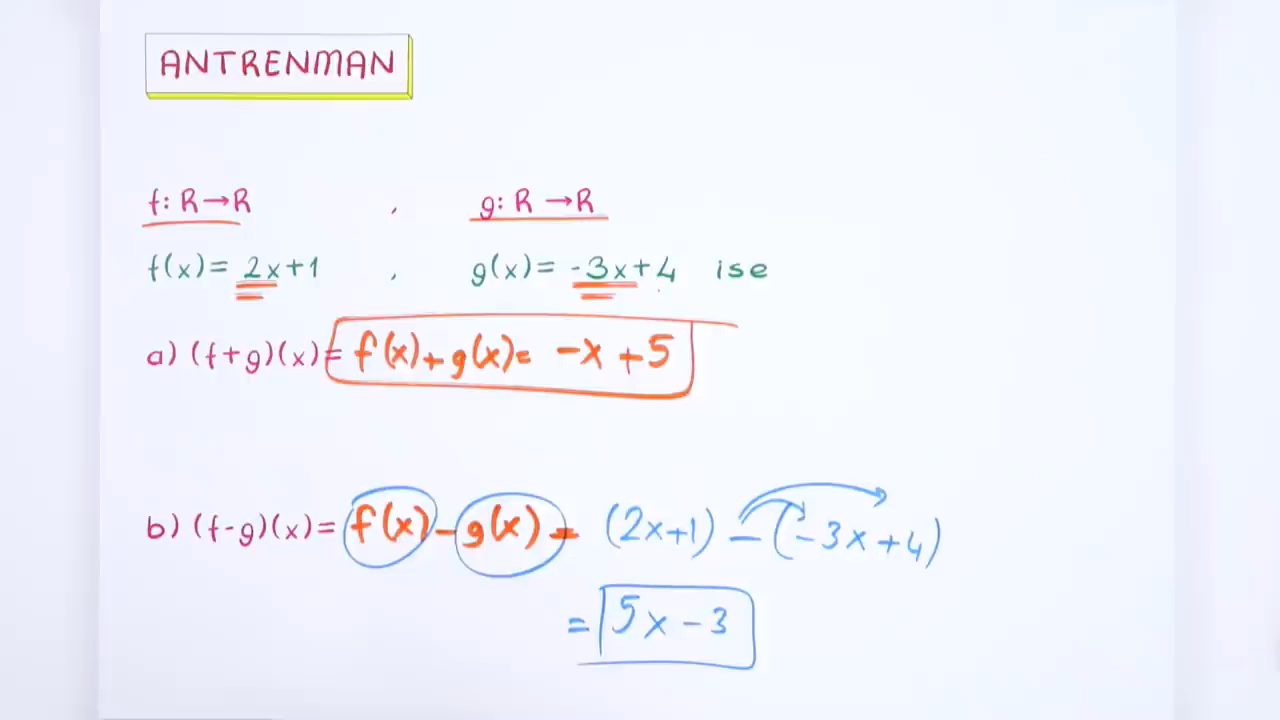 ANTRENMAN
f: R→R , g: R→R
f(x)= 2x+1 , g(x)= -3x+4 ise
a) (f+g)(x)= f(x)+g(x)= -x+5
b) (f-g)(x)= f(x)-g(x)= (2x+1) - (-3x+4)
= 5x-3